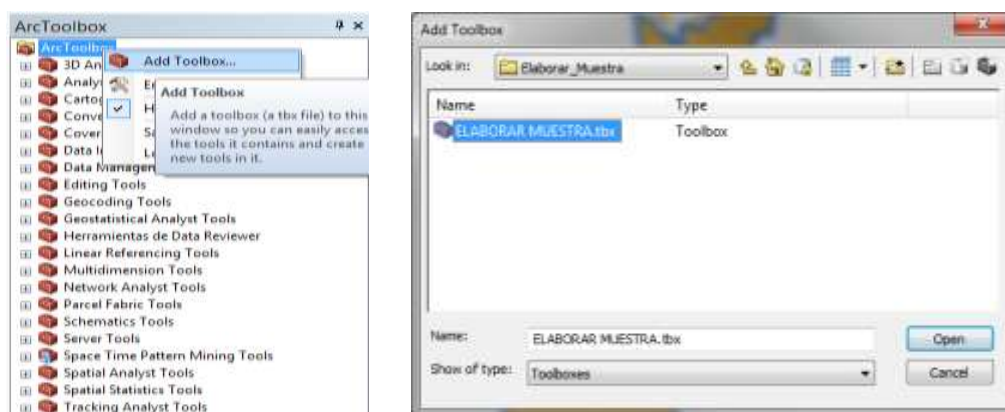 ArcToolbox
ArcToolbox
3D An
Add Toolbox...
Analy
Cartog
Add Toolbox
Conve
H
Add a toolbox (a tbx file) to this
Cover
window so you can easily acces
Data I
the tools it contains and create
new tools in it.
Data Managen
Editing Tools
Geocoding Tools
Geostatistical Analyst Tools
Herramientas de Data Reviewer
Linear Referencing Tools
Multidimension Tools
Network Analyst Tools
Parcel Fabric Tools
Schematics Tools
Server Tools
Space Time Pattern Mining Tools
Spatial Analyst Tools
Spatial Statistics Tools
Tracking Analyst Tools
Add Toolbox
Look in: Elaborar_Muestra
Name Type
ELABORAR MUESTRA.tbx Toolbox
Name: ELABORAR MUESTRA.tbx Open
Show of type: Toolboxes Cancel